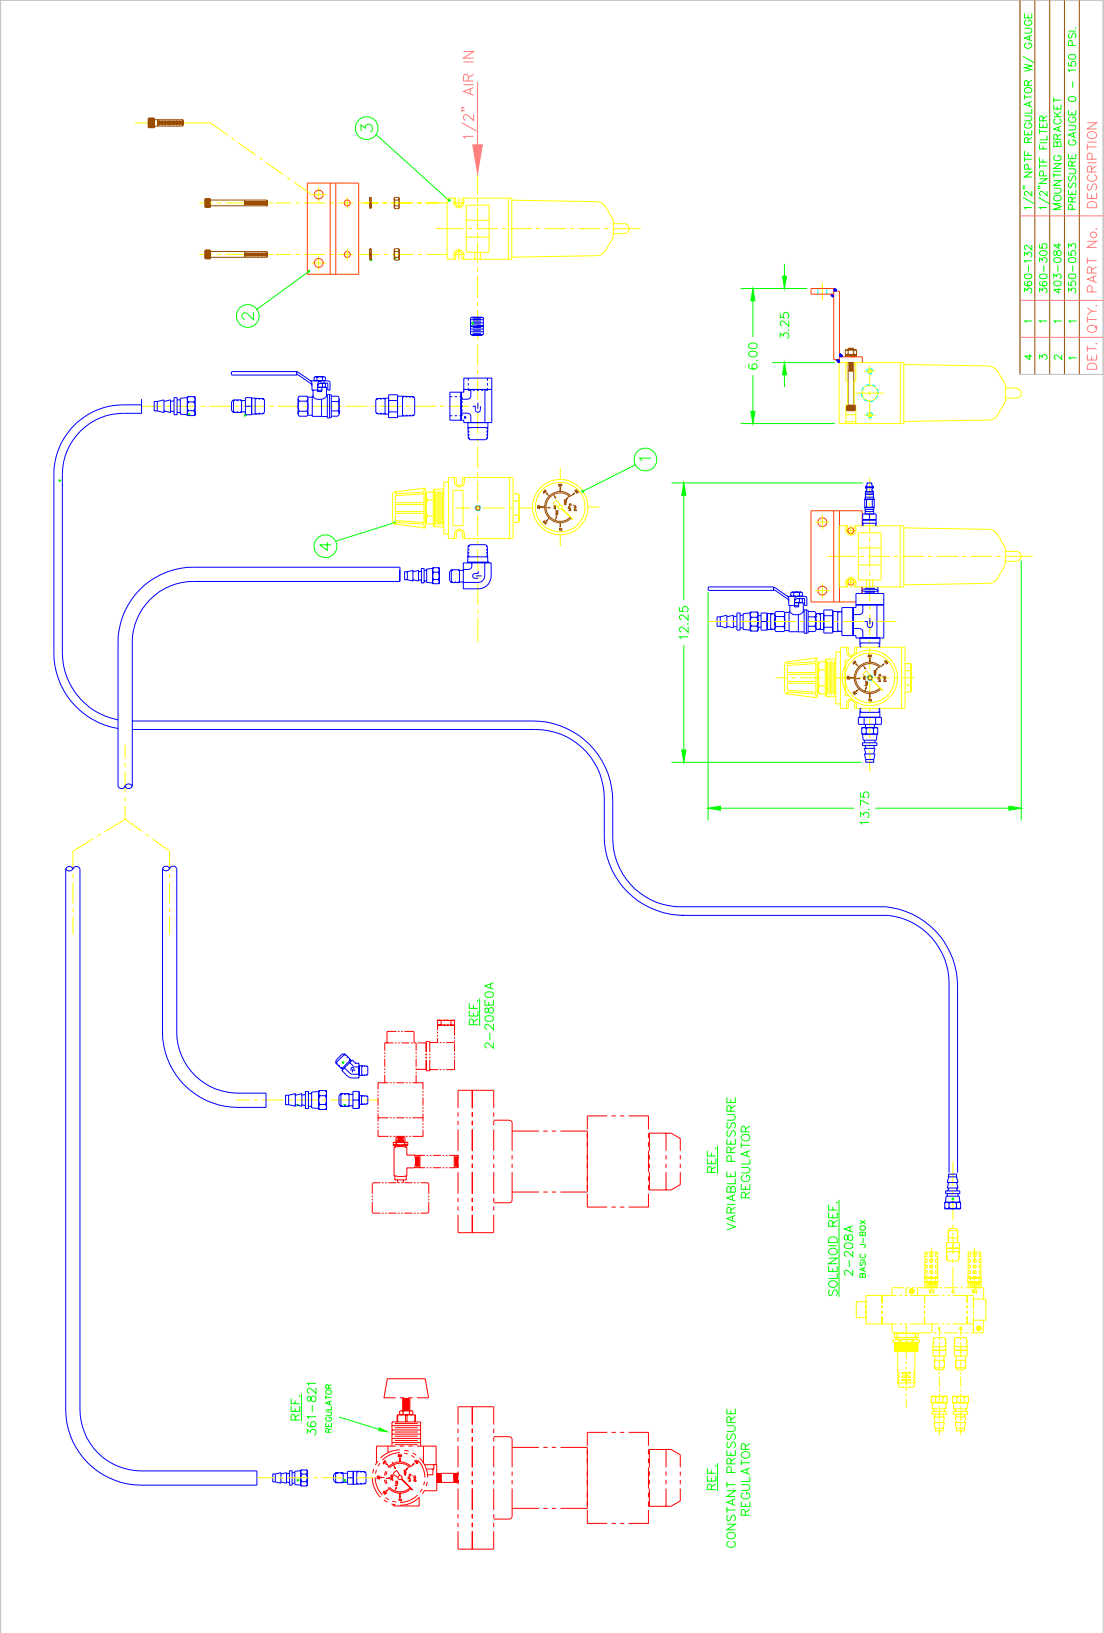 1/2" AIR IN
3
2
4
1
4 1 360-132 1/2" NPTF REGULATOR W/ GAUGE
3 1 360-305 1/2"NPTF FILTER
2 1 403-084 MOUNTING BRACKET
1 1 350-053 PRESSURE GAUGE 0 - 150 PSI.
DET. QTY. PART No. DESCRIPTION
6.00
3.25
12.25
13.75
REF.
2-208E0A
REF.
VARIABLE PRESSURE
REGULATOR
SOLENOID REF.
2-208A
BASIC J-BOX
REF.
361-821
REGULATOR
REF.
CONSTANT PRESSURE
REGULATOR